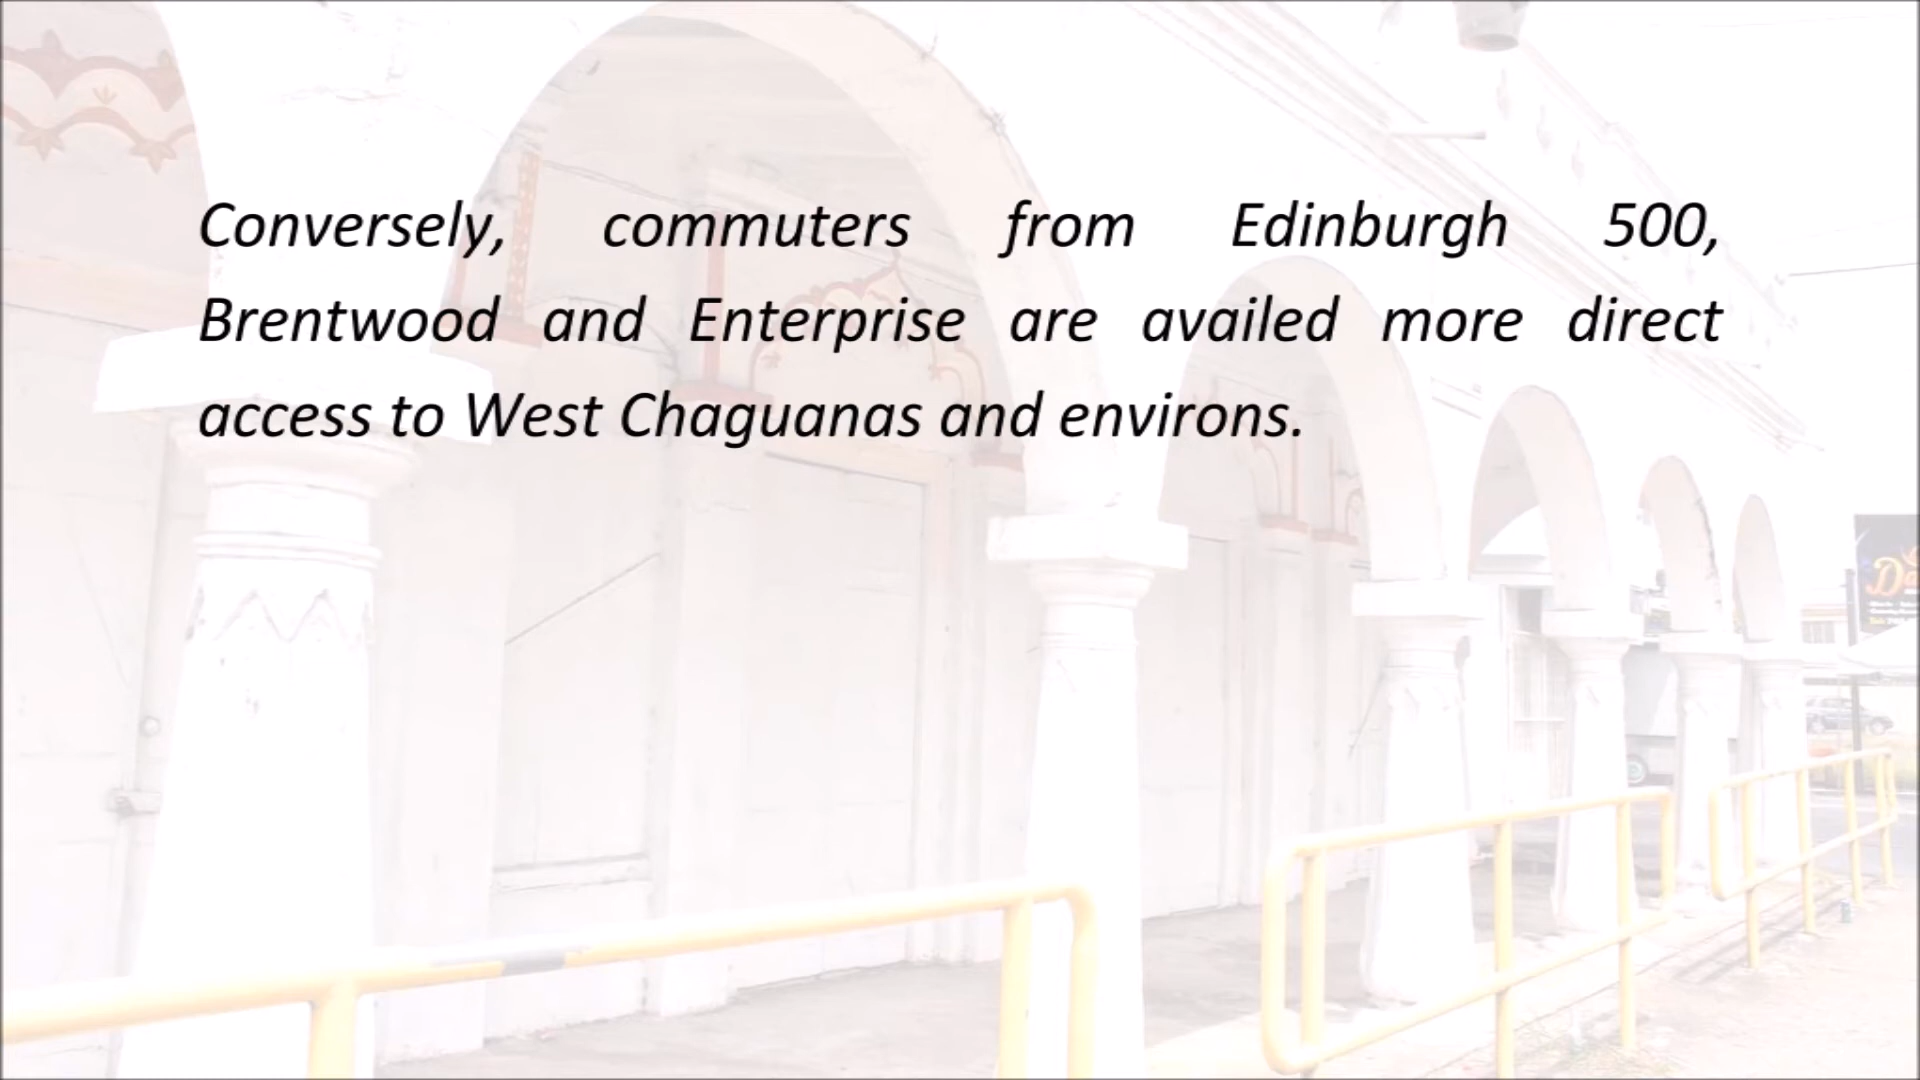 Conversely, commuters from Edinburgh 500,
Brentwood and Enterprise are availed more direct
access to West Chaguanas and environs.